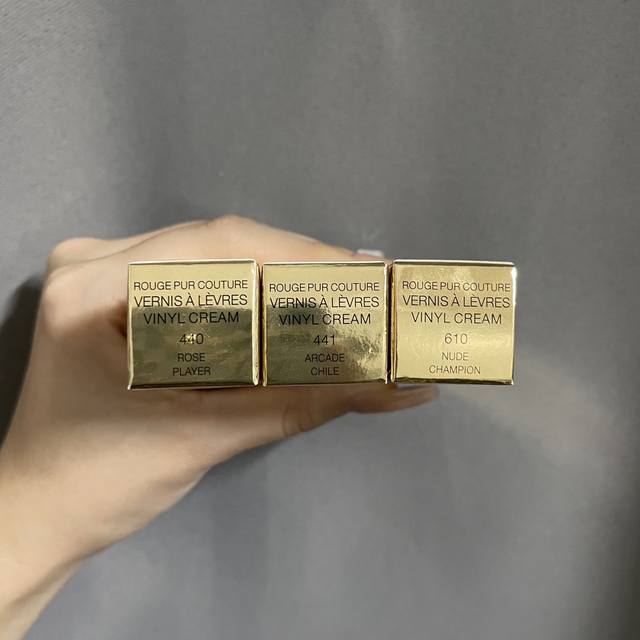 ROUGE PUR COUTURE
VERNIS À LÈVRES
VINYL CREAM
440
ROSE
PLAYER
ROUGE PUR COUTURE
VERNIS À LÈVRES
VINYL CREAM
441
ARCADE
CHILE
ROUGE PUR COUTURE
VERNIS À LÈVRES
VINYL CREAM
610
NUDE
CHAMPION